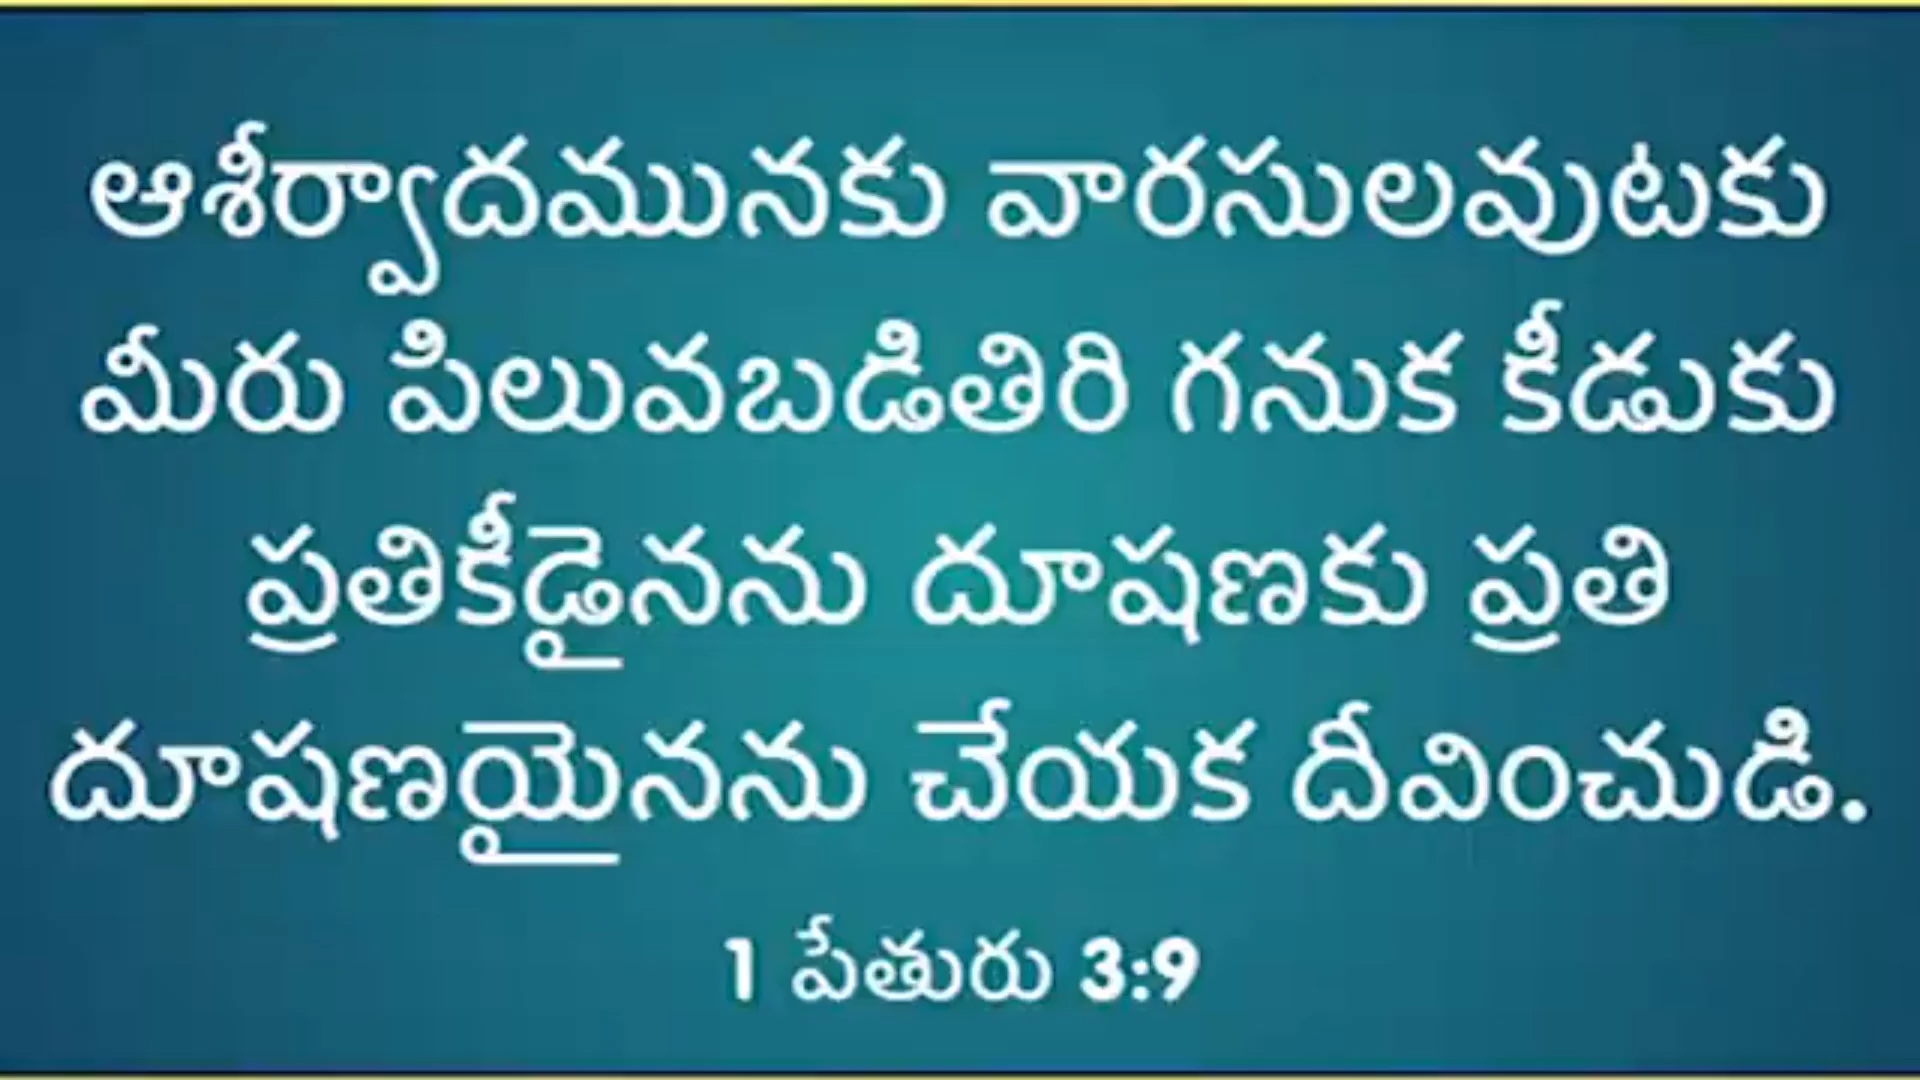 ఆశీర్వాదమునకు వారసులవుటకు
మీరు పిలువబడితిరి గనుక కీడుకు
ప్రతికీడైనను దూషణకు ప్రతి
దూషణయైనను చేయక దీవించుడి.
1 పేతురు 3:9